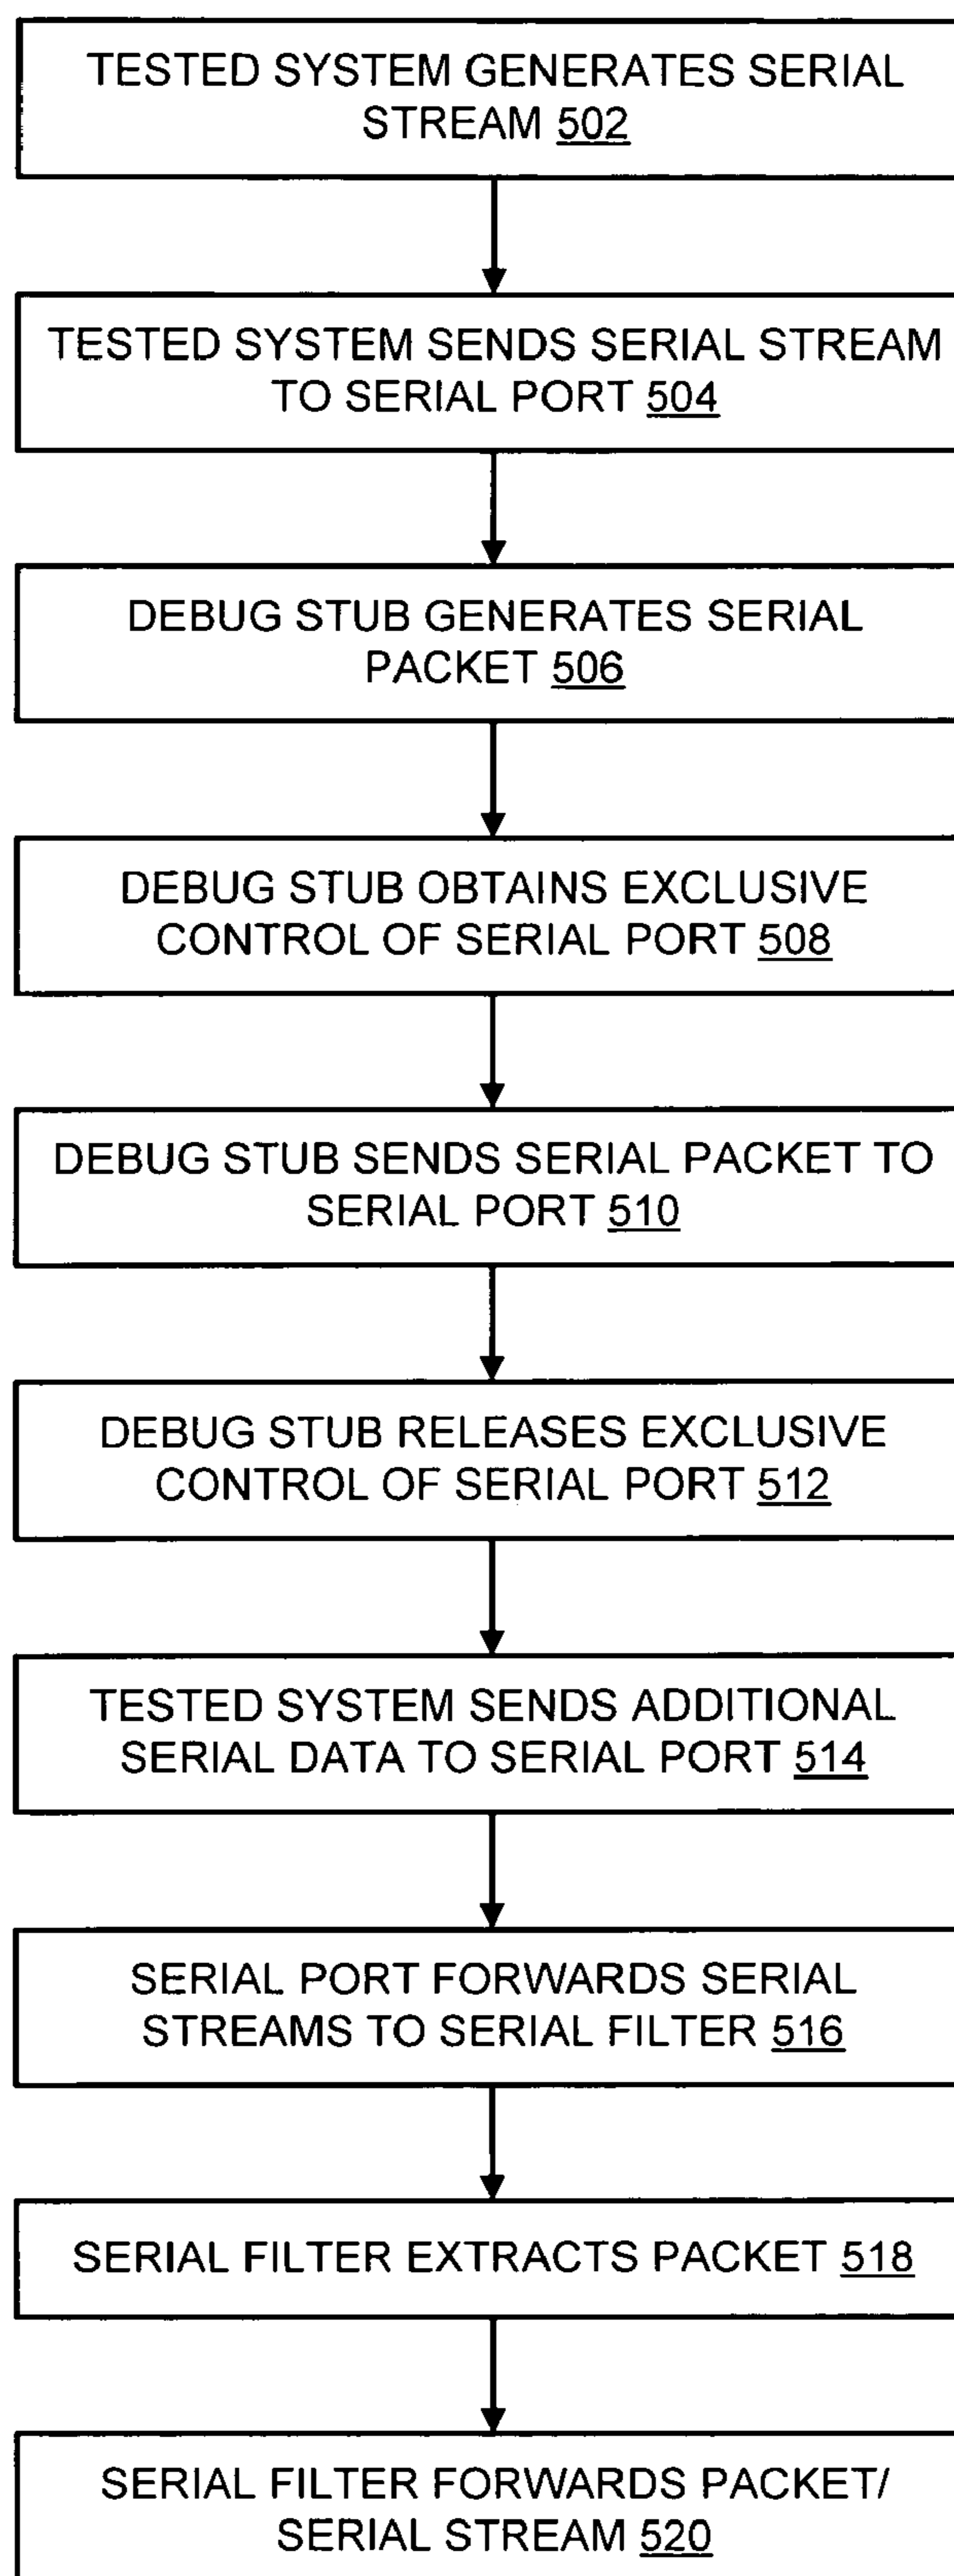 TESTED SYSTEM GENERATES SERIAL
STREAM 502
TESTED SYSTEM SENDS SERIAL STREAM
TO SERIAL PORT 504
DEBUG STUB GENERATES SERIAL
PACKET 506
DEBUG STUB OBTAINS EXCLUSIVE
CONTROL OF SERIAL PORT 508
DEBUG STUB SENDS SERIAL PACKET TO
SERIAL PORT 510
DEBUG STUB RELEASES EXCLUSIVE
CONTROL OF SERIAL PORT 512
TESTED SYSTEM SENDS ADDITIONAL
SERIAL DATA TO SERIAL PORT 514
SERIAL PORT FORWARDS SERIAL
STREAMS TO SERIAL FILTER 516
SERIAL FILTER EXTRACTS PACKET 518
SERIAL FILTER FORWARDS PACKET/
SERIAL STREAM 520